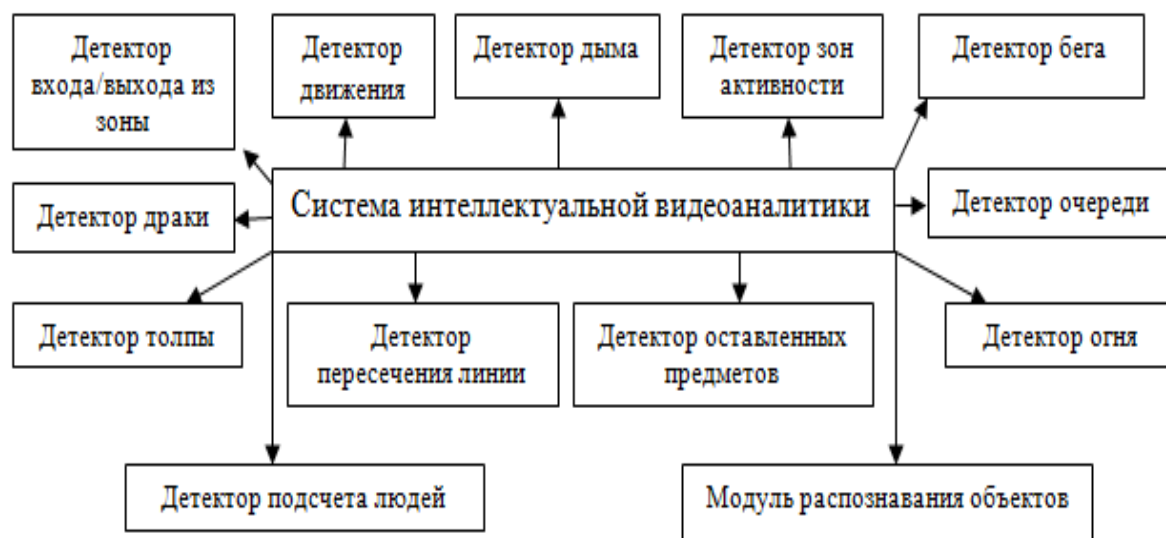 Детектор
входа/выхода из
зоны
Детектор
движения
Детектор дыма
Детектор зон
активности
Детектор бега
Детектор драки
Система интеллектуальной видеоаналитики
Детектор очереди
Детектор толпы
Детектор
пересечения линии
Детектор оставленных
предметов
Детектор огня
Детектор подсчета людей
Модуль распознавания объектов